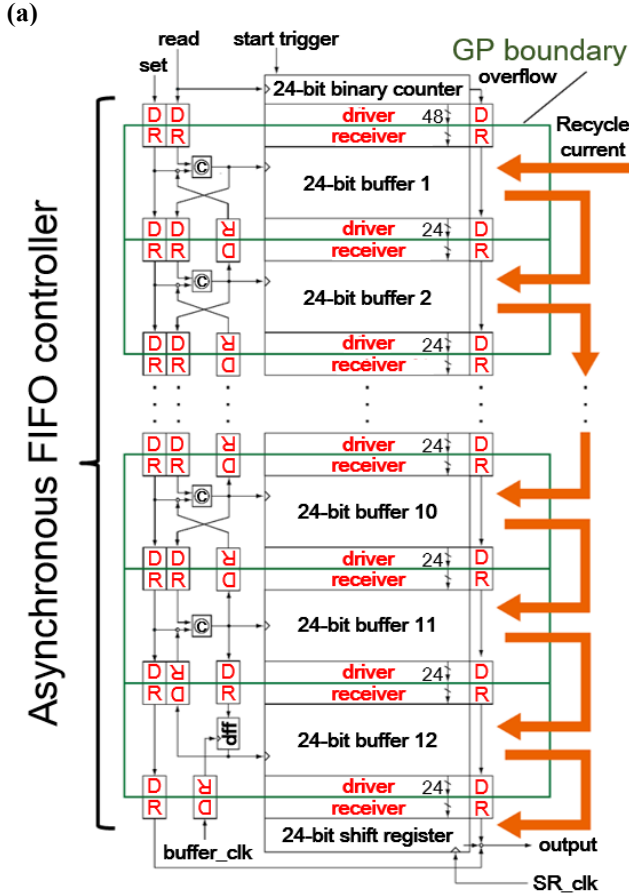 (a)
read
start trigger
set
GP boundary
24-bit binary counter
overflow
D D
driver 48 D
R R
receiver R
Recycle
current
C
24-bit buffer 1
D D R
driver 24 D
R R D
receiver R
C
24-bit buffer 2
D D R
driver 24 D
R R D
receiver R
Asynchronous FIFO controller
D D R
driver 24 D
R R D
receiver R
C
24-bit buffer 10
D D R
driver 24 D
R R D
receiver R
C
24-bit buffer 11
D R D
driver 24 D
R D R
receiver R
dff
24-bit buffer 12
D R
driver 24 D
R D
receiver R
24-bit shift register
buffer_clk
output
SR_clk